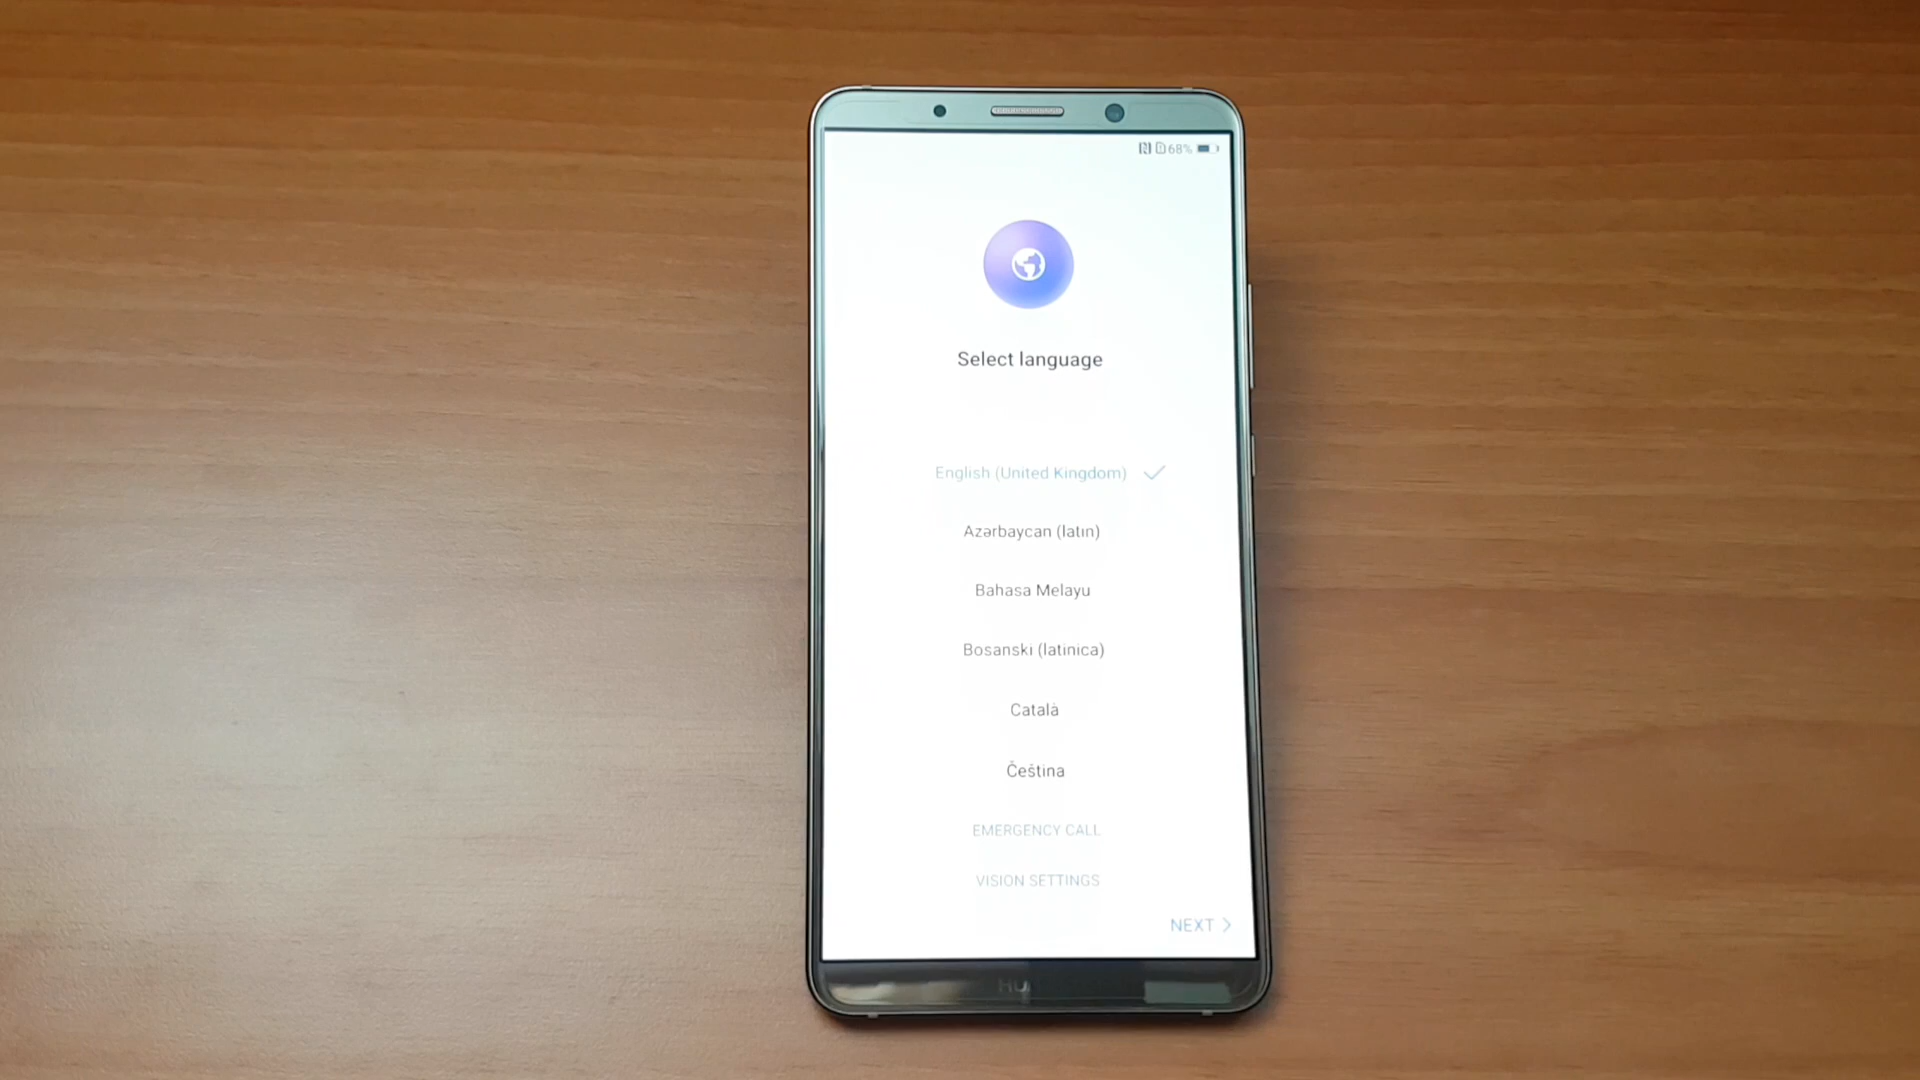 68%
Select language
English (United Kingdom)
Azərbaycan (latın)
Bahasa Melayu
Bosanski (latinica)
Català
Čeština
EMERGENCY CALL
VISION SETTINGS
NEXT